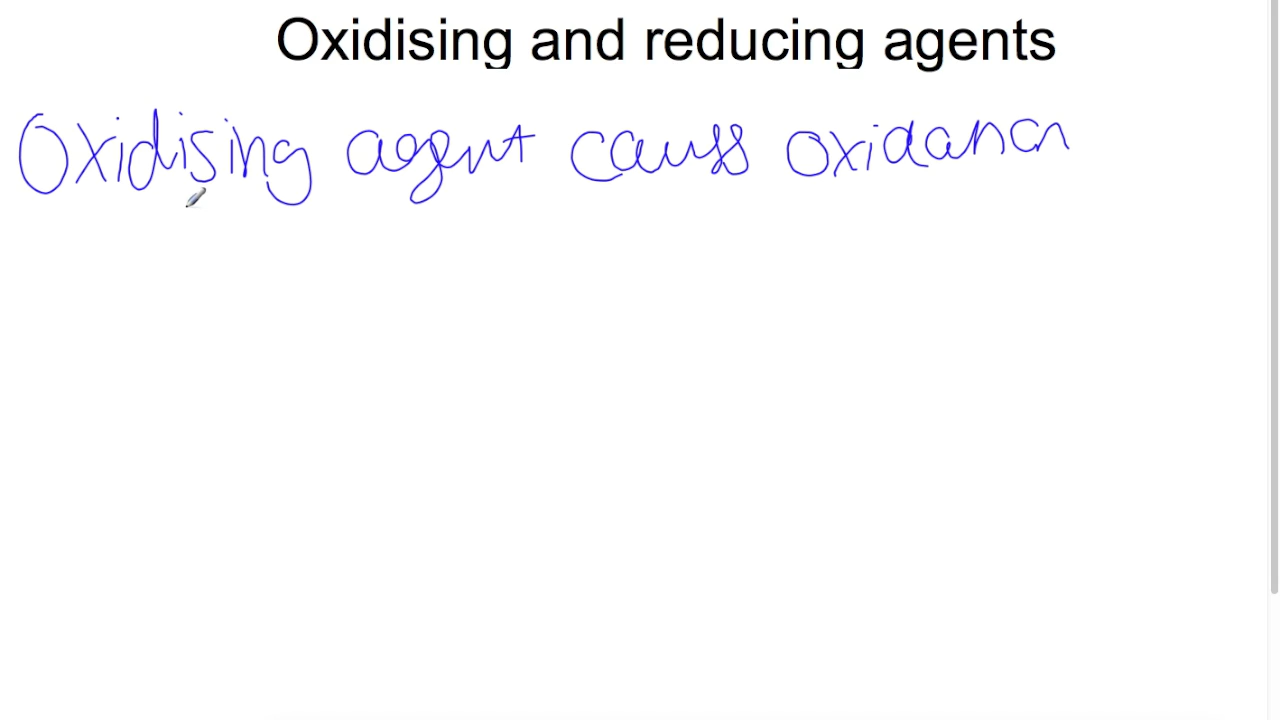 Oxidising and reducing agents
Oxidising agent causes oxidation